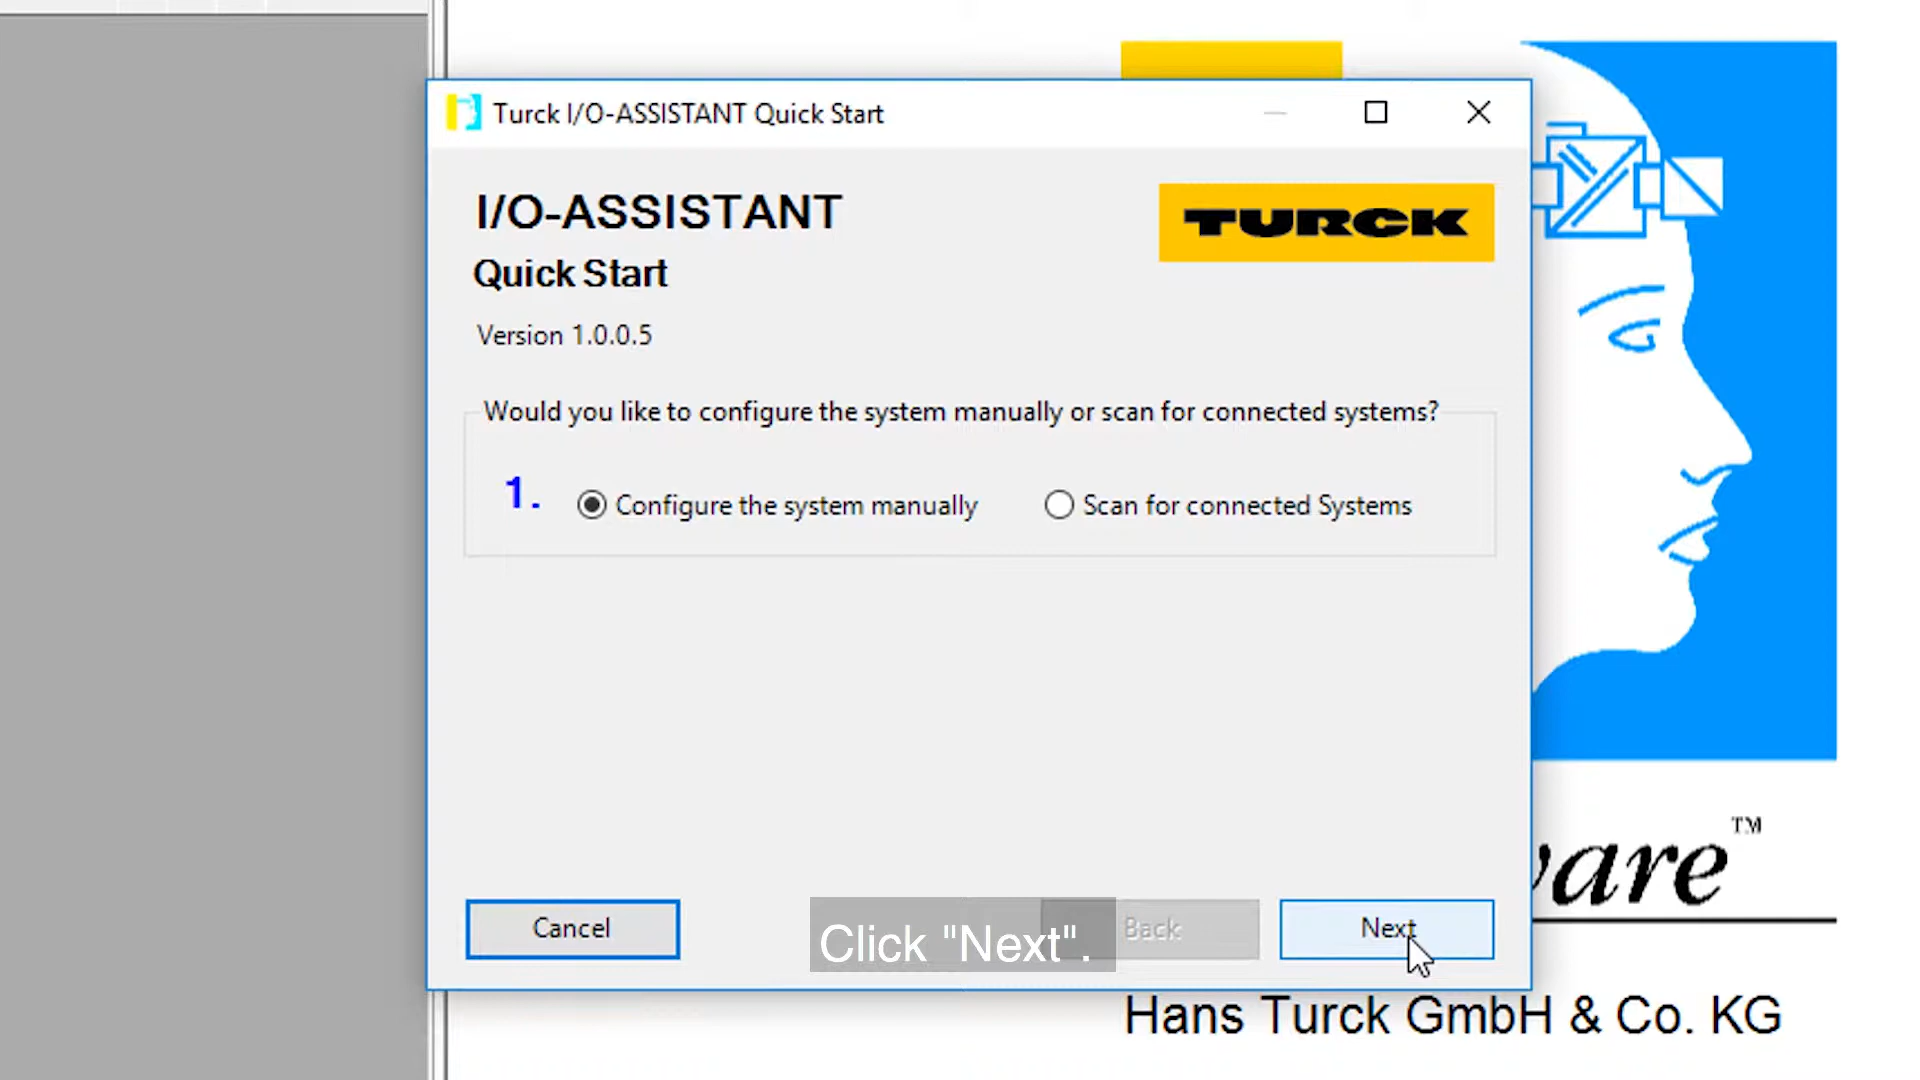 Turck I/O-ASSISTANT Quick Start
I/O-ASSISTANT
TURCK
Quick Start
Version 1.0.0.5
Would you like to configure the system manually or scan for connected systems?
1.
Configure the system manually
Scan for connected Systems
ware
TM
Cancel
Click "Next".
Back
Next
Hans Turck GmbH & Co. KG